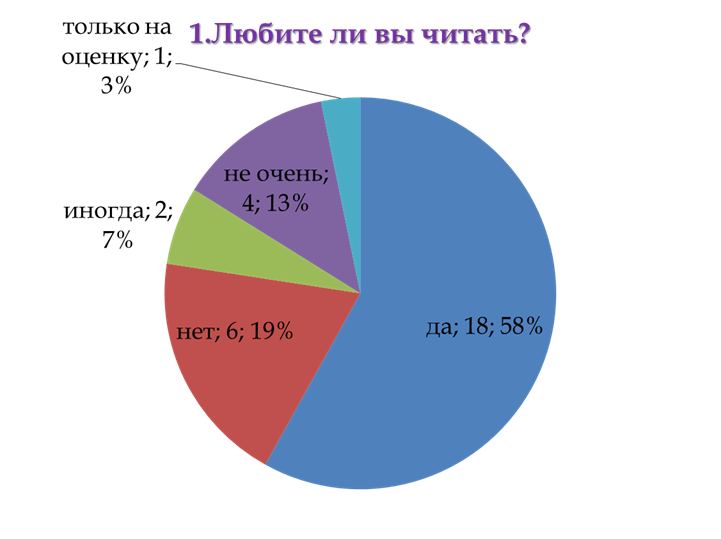 1.Любите ли вы читать?
только на
оценку; 1;
3%
не очень;
4; 13%
иногда; 2;
7%
нет; 6; 19%
да; 18; 58%